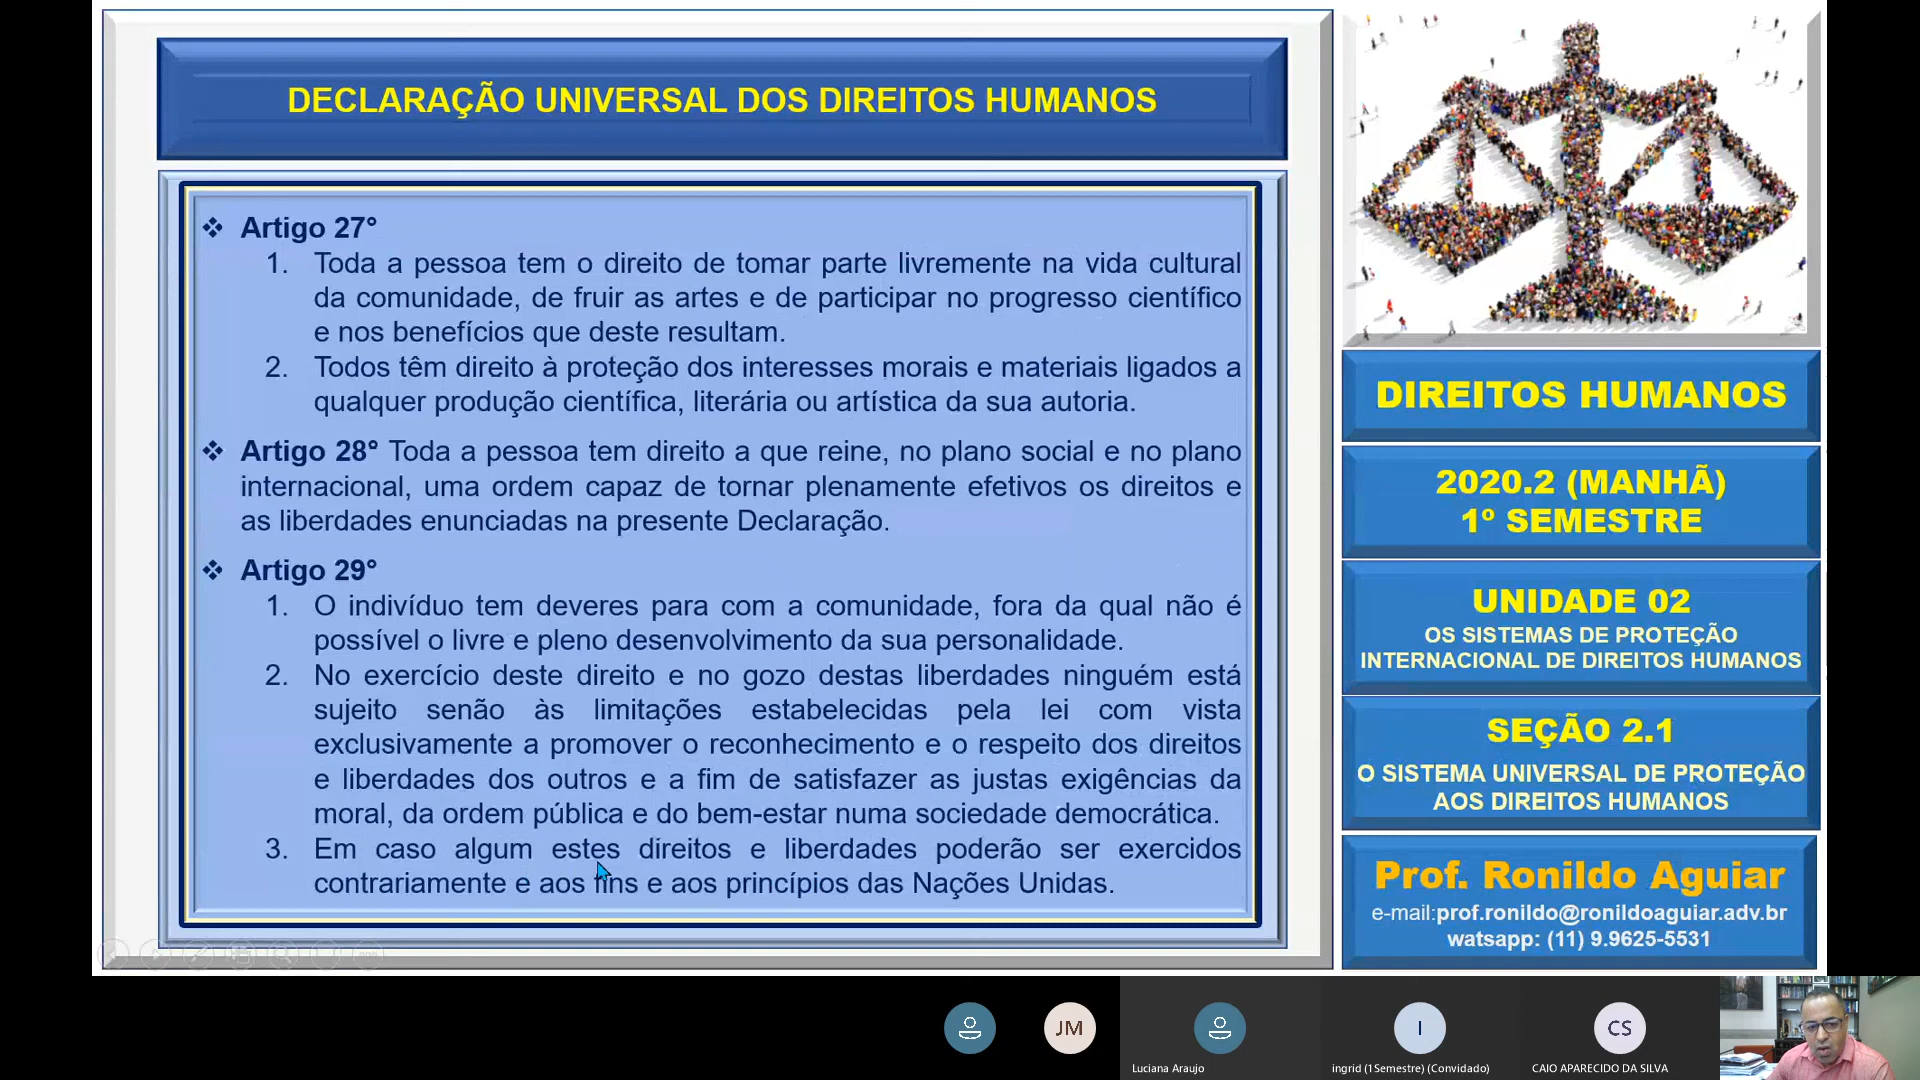 DECLARAÇÃO UNIVERSAL DOS DIREITOS HUMANOS
❖ Artigo 27°
1. Toda a pessoa tem o direito de tomar parte livremente na vida cultural
da comunidade, de fruir as artes e de participar no progresso científico
e nos benefícios que deste resultam.
2. Todos têm direito à proteção dos interesses morais e materiais ligados a
qualquer produção científica, literária ou artística da sua autoria.
❖ Artigo 28° Toda a pessoa tem direito a que reine, no plano social e no plano
internacional, uma ordem capaz de tornar plenamente efetivos os direitos e
as liberdades enunciadas na presente Declaração.
❖ Artigo 29°
1. O indivíduo tem deveres para com a comunidade, fora da qual não é
possível o livre e pleno desenvolvimento da sua personalidade.
2. No exercício deste direito e no gozo destas liberdades ninguém está
sujeito senão às limitações estabelecidas pela lei com vista
exclusivamente a promover o reconhecimento e o respeito dos direitos
e liberdades dos outros e a fim de satisfazer as justas exigências da
moral, da ordem pública e do bem-estar numa sociedade democrática.
3. Em caso algum estes direitos e liberdades poderão ser exercidos
contrariamente e aos fins e aos princípios das Nações Unidas.
DIREITOS HUMANOS
2020.2 (MANHÃ)
1º SEMESTRE
UNIDADE 02
OS SISTEMAS DE PROTEÇÃO
INTERNACIONAL DE DIREITOS HUMANOS
SEÇÃO 2.1
O SISTEMA UNIVERSAL DE PROTEÇÃO
AOS DIREITOS HUMANOS
Prof. Ronildo Aguiar
e-mail:prof.ronildo@ronildoaguiar.adv.br
watsapp: (11) 9.9625-5531
JM
I
CS
Luciana Araujo
ingrid (1Semestre) (Convidado)
CAIO APARECIDO DA SILVA